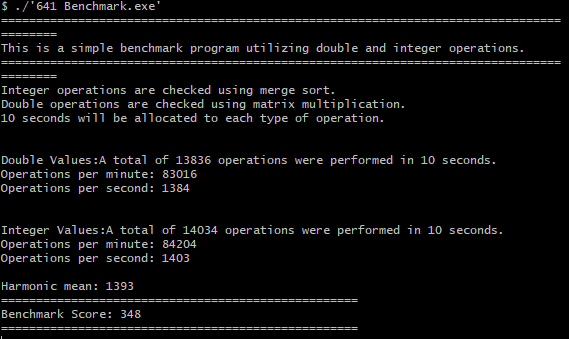 $ ./'641 Benchmark.exe'
================================================================================
========
This is a simple benchmark program utilizing double and integer operations.
================================================================================
========
Integer operations are checked using merge sort.
Double operations are checked using matrix multiplication.
10 seconds will be allocated to each type of operation.
Double Values:A total of 13836 operations were performed in 10 seconds.
Operations per minute: 83016
Operations per second: 1384
Integer Values:A total of 14034 operations were performed in 10 seconds.
Operations per minute: 84204
Operations per second: 1403
Harmonic mean: 1393
===================================================
Benchmark Score: 348
===================================================